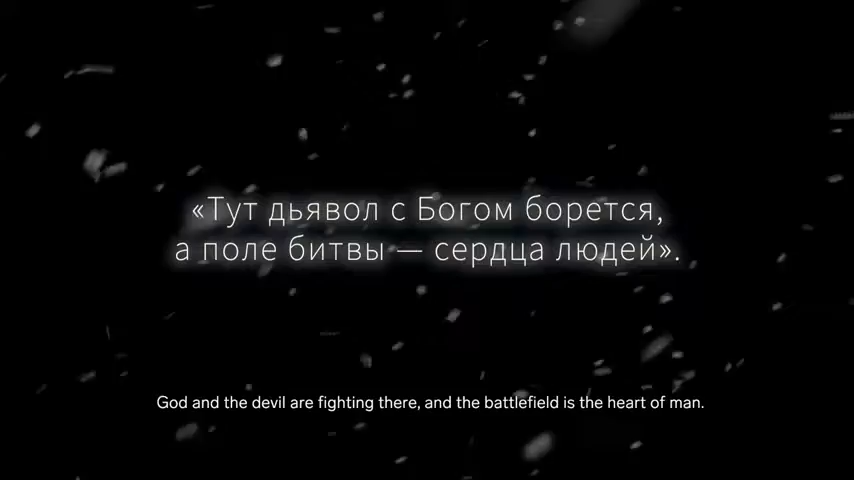 «Тут дьявол с Богом борется,
а поле битвы — сердца людей».
God and the devil are fighting there, and the battlefield is the heart of man.